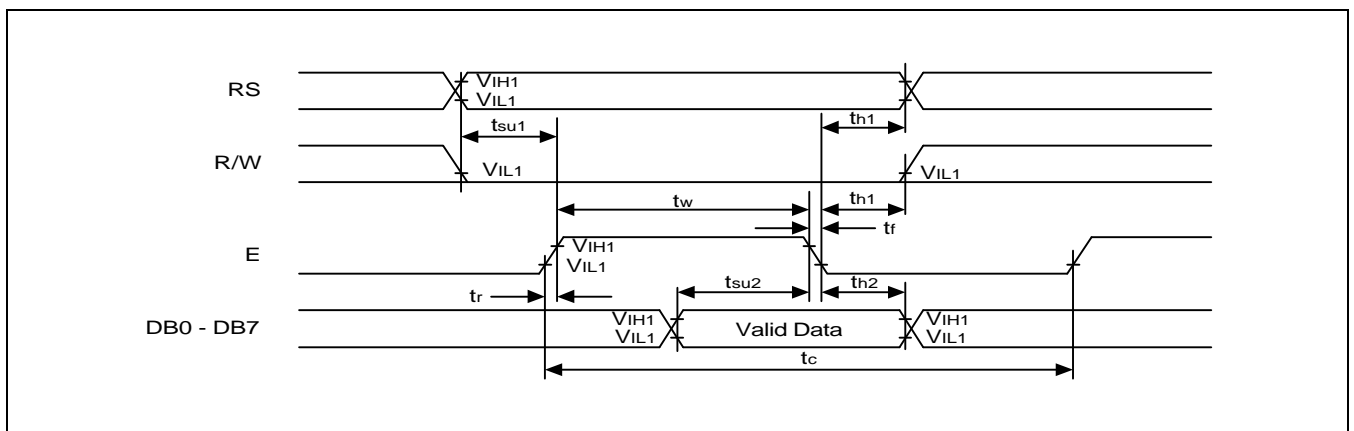 RS
VIH1
VIL1
tsu1
th1
R/W
VIL1
VIL1
tw
th1
tf
E
VIH1
VIL1
tsu2
th2
tr
DB0 - DB7
VIH1
VIL1
Valid Data
VIH1
VIL1
tc